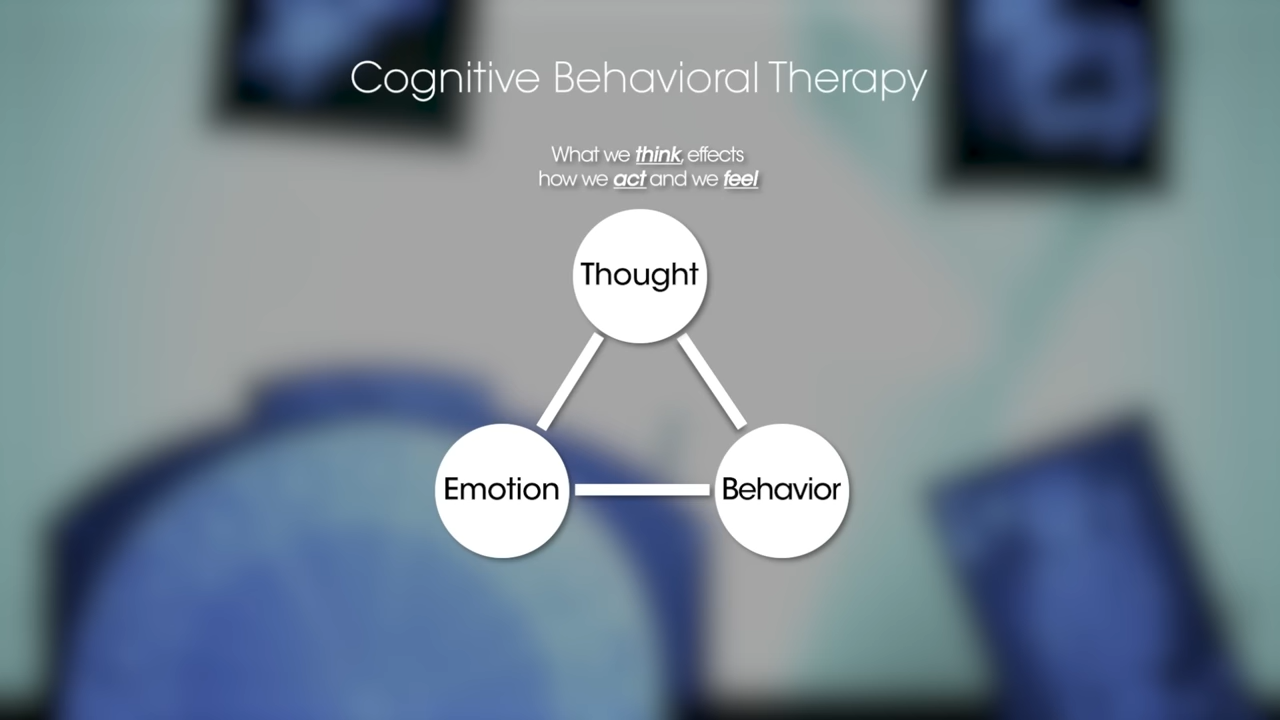 Cognitive Behavioral Therapy
What we think, effects
how we act and we feel
Thought
Emotion
Behavior